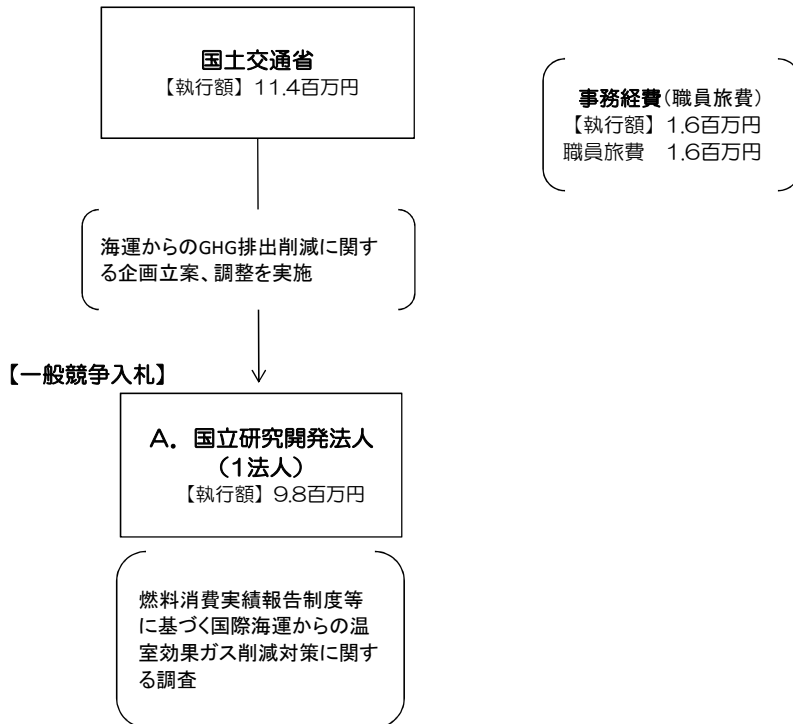 国土交通省
【執行額】11.4百万円
事務経費(職員旅費)
【執行額】1.6百万円
職員旅費　1.6百万円
海運からのGHG排出削減に関す
る企画立案、調整を実施
【一般競争入札】
A．国立研究開発法人
（1法人）
【執行額】9.8百万円
燃料消費実績報告制度等
に基づく国際海運からの温
室効果ガス削減対策に関す
る調査